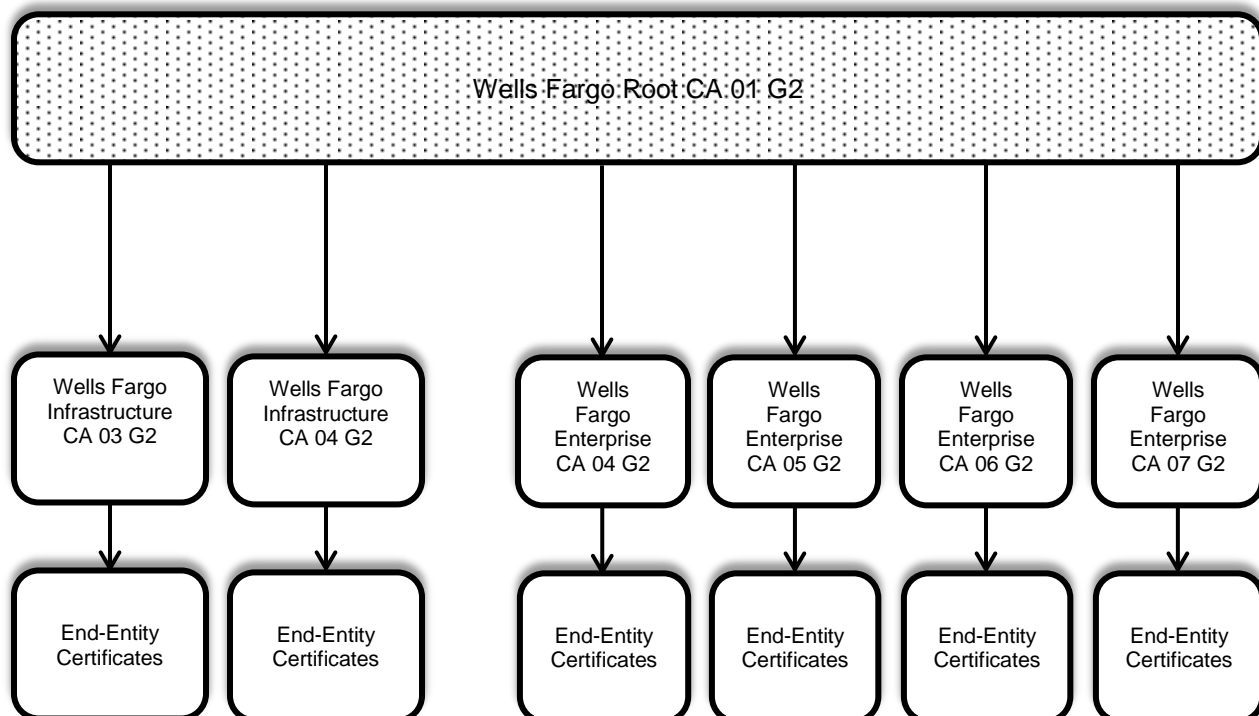 Wells Fargo Root CA 01 G2
Wells Fargo
Infrastructure
CA 03 G2
Wells Fargo
Infrastructure
CA 04 G2
Wells
Fargo
Enterprise
CA 04 G2
Wells
Fargo
Enterprise
CA 05 G2
Wells
Fargo
Enterprise
CA 06 G2
Wells
Fargo
Enterprise
CA 07 G2
End-Entity
Certificates
End-Entity
Certificates
End-Entity
Certificates
End-Entity
Certificates
End-Entity
Certificates
End-Entity
Certificates